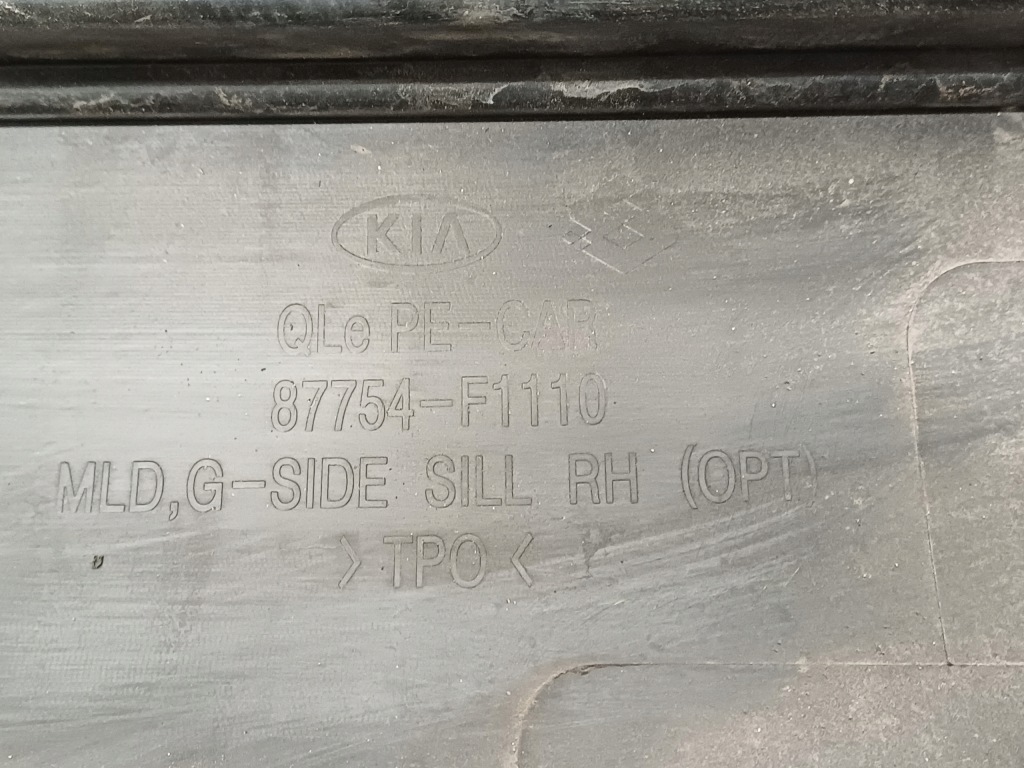 KIA
QLe PE-CAR
87754-F1110
MLD,G-SIDE SILL RH (OPT)
>TPO<